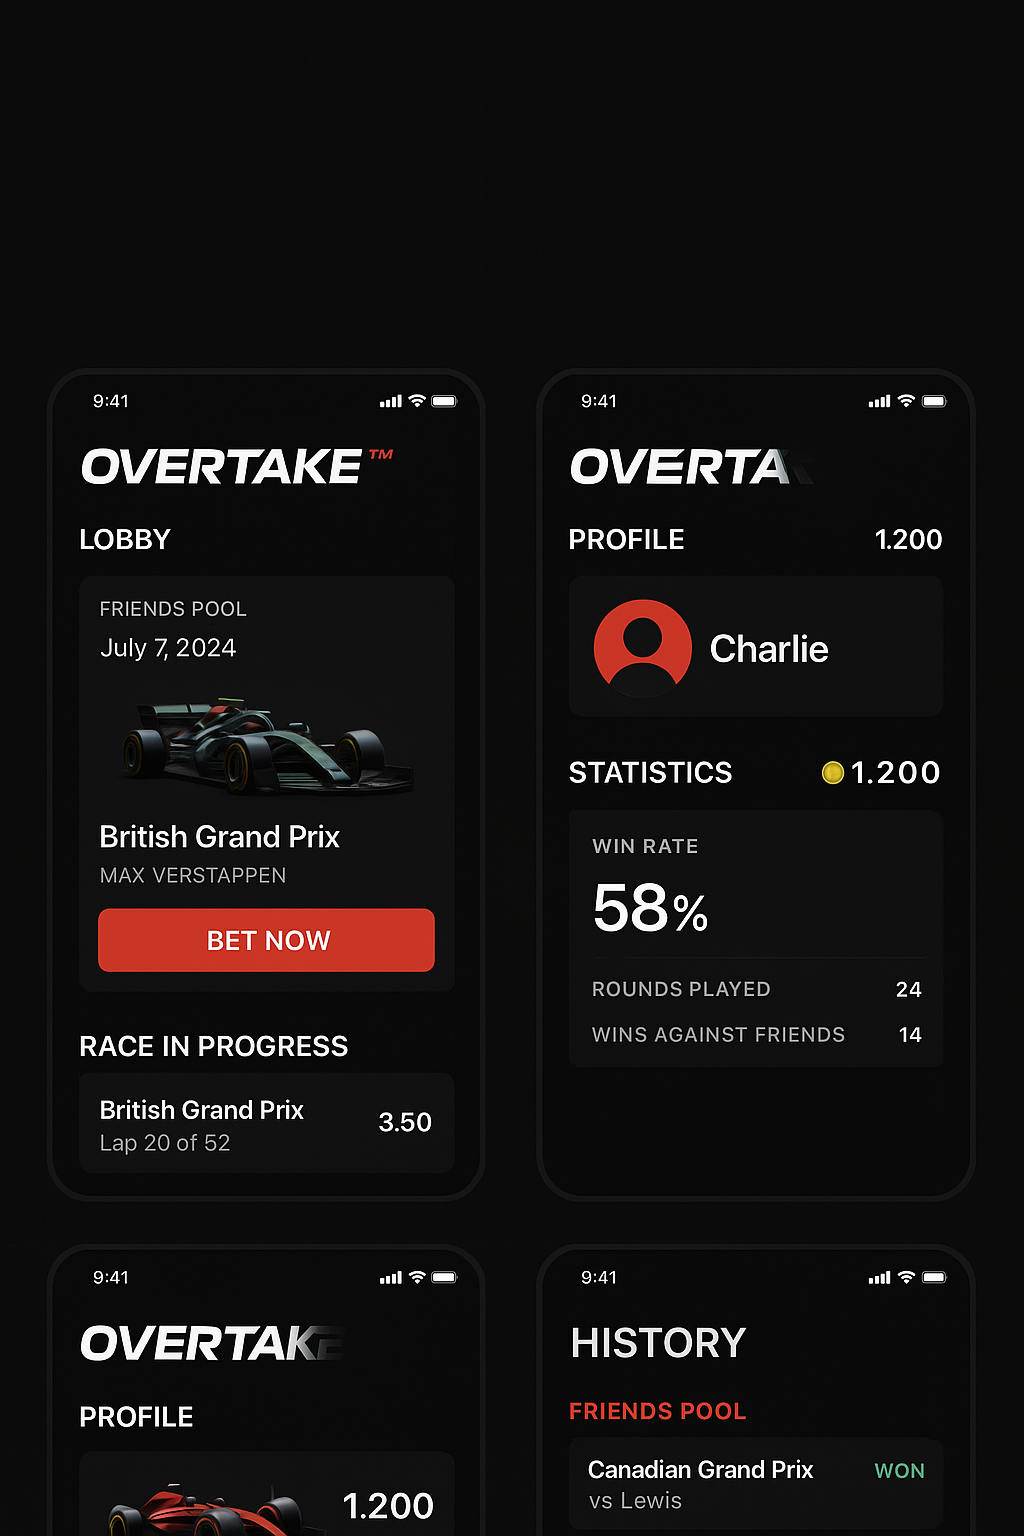 9:41
OVERTAKE™
LOBBY
FRIENDS POOL
July 7, 2024
British Grand Prix
MAX VERSTAPPEN
BET NOW
RACE IN PROGRESS
British Grand Prix 3.50
Lap 20 of 52
9:41
OVERTAK
PROFILE 1.200
Charlie
STATISTICS 1.200
WIN RATE
58%
ROUNDS PLAYED 24
WINS AGAINST FRIENDS 14
9:41
OVERTAKE
PROFILE
1.200
9:41
HISTORY
FRIENDS POOL
Canadian Grand Prix WON
vs Lewis